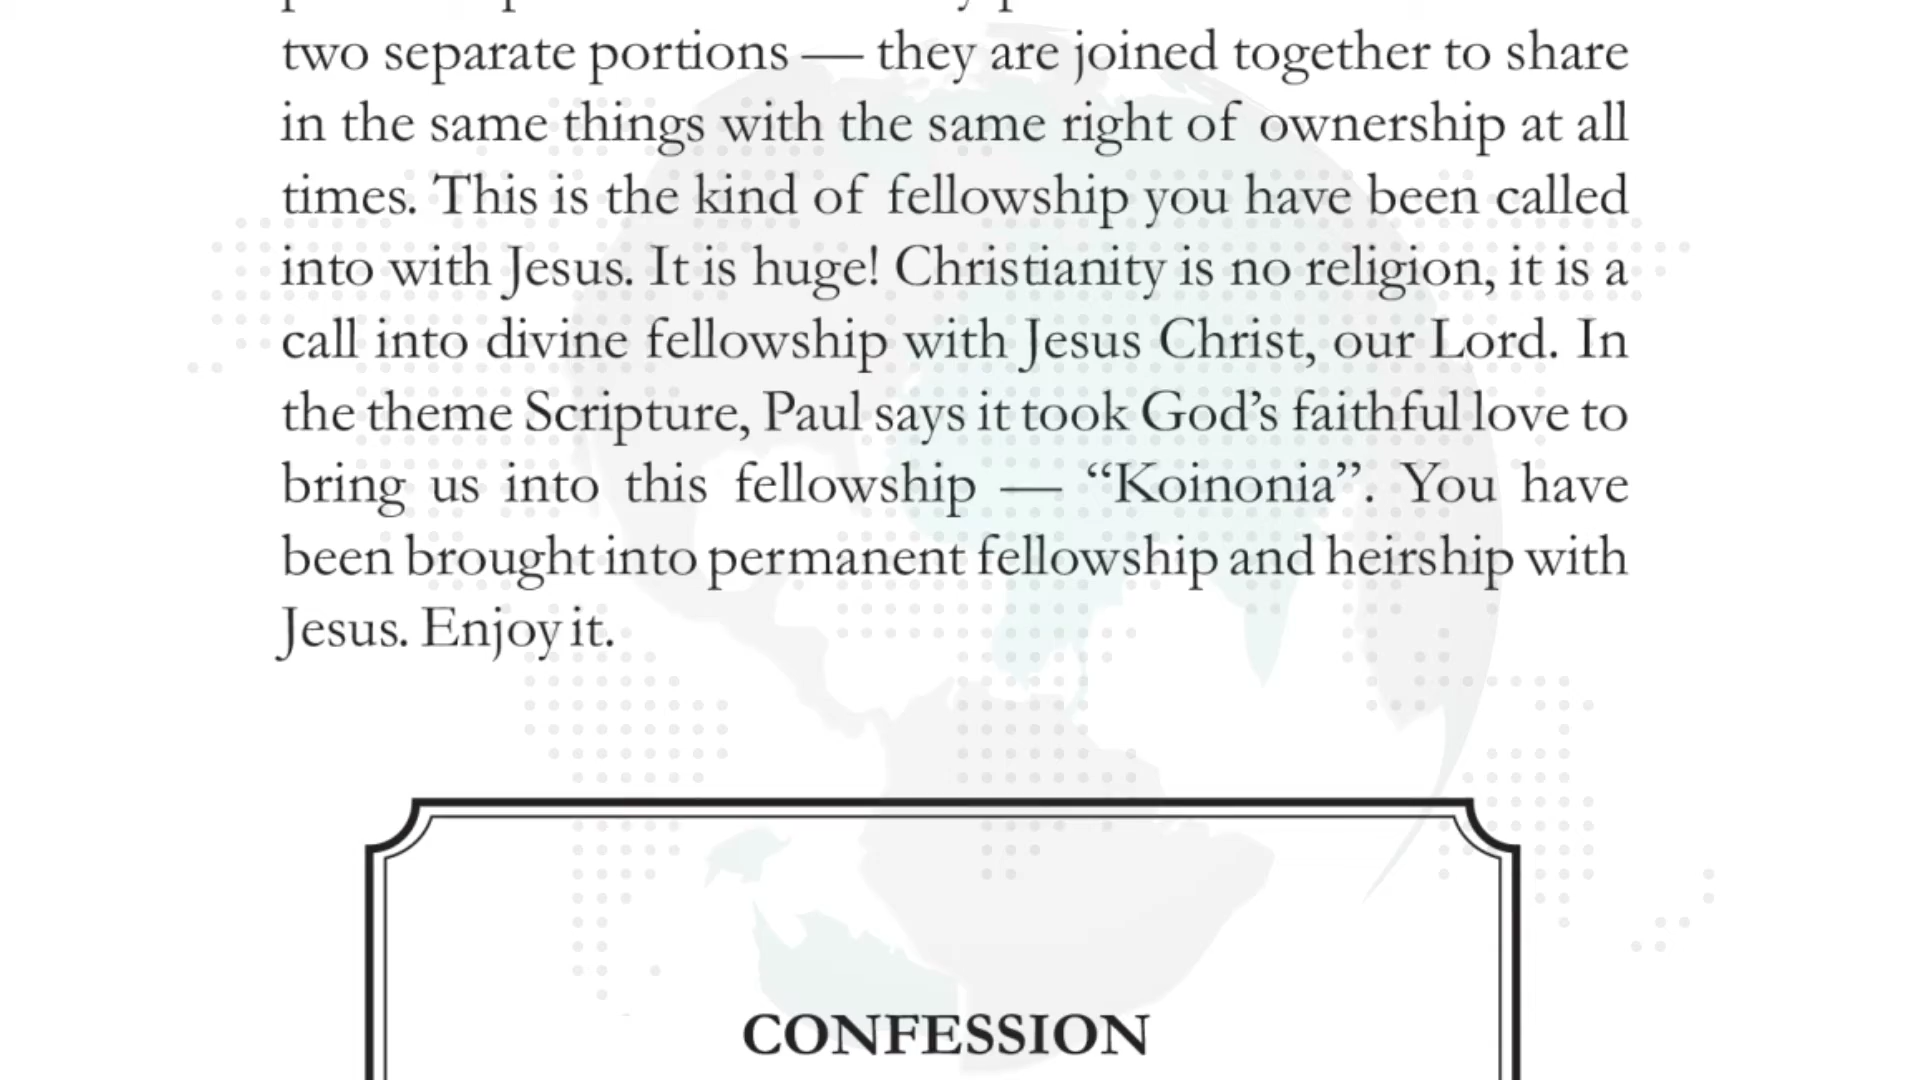 two separate portions — they are joined together to share
in the same things with the same right of ownership at all
times. This is the kind of fellowship you have been called
into with Jesus. It is huge! Christianity is no religion, it is a
call into divine fellowship with Jesus Christ, our Lord. In
the theme Scripture, Paul says it took God’s faithful love to
bring us into this fellowship — “Koinonia”. You have
been brought into permanent fellowship and heirship with
Jesus. Enjoy it.
CONFESSION